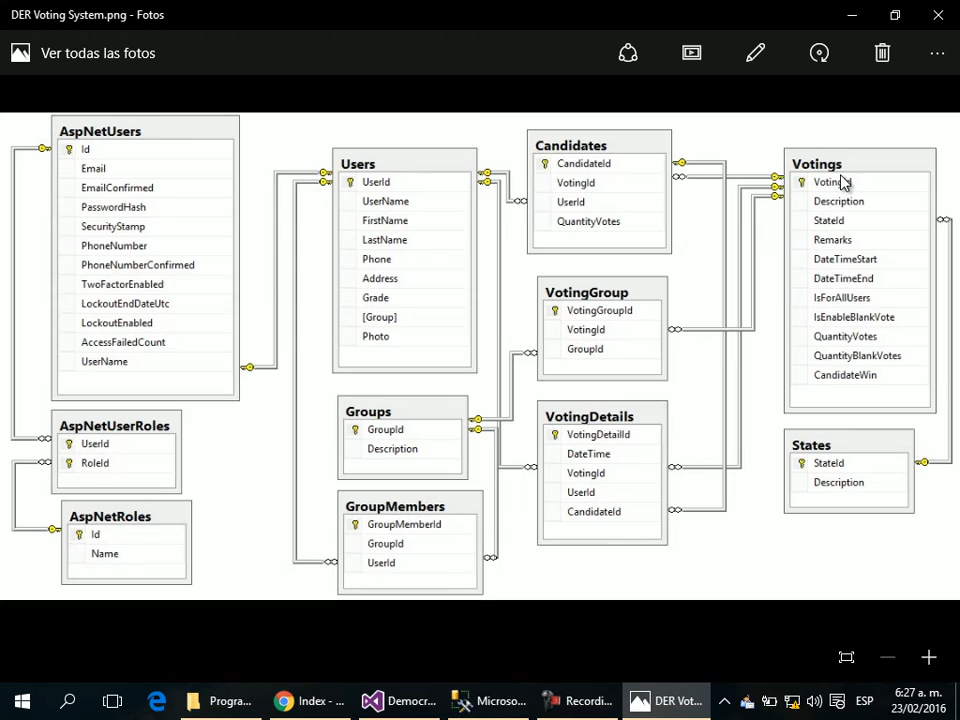 DER Voting System.png - Fotos
Ver todas las fotos
AspNetUsers
Id
Email
EmailConfirmed
PasswordHash
SecurityStamp
PhoneNumber
PhoneNumberConfirmed
TwoFactorEnabled
LockoutEndDateUtc
LockoutEnabled
AccessFailedCount
UserName
AspNetUserRoles
UserId
RoleId
AspNetRoles
Id
Name
Users
UserId
UserName
FirstName
LastName
Phone
Address
Grade
[Group]
Photo
Groups
GroupId
Description
GroupMembers
GroupMemberId
GroupId
UserId
Candidates
CandidateId
VotingId
UserId
QuantityVotes
VotingGroup
VotingGroupId
VotingId
GroupId
VotingDetails
VotingDetailId
DateTime
VotingId
UserId
CandidateId
Votings
VotingId
Description
StateId
Remarks
DateTimeStart
DateTimeEnd
IsForAllUsers
IsEnableBlankVote
QuantityVotes
QuantityBlankVotes
CandidateWin
States
StateId
Description
Progra...
Index - ...
Democr...
Microso...
Recordi...
DER Vot...
ESP
6:27 a. m.
23/02/2016